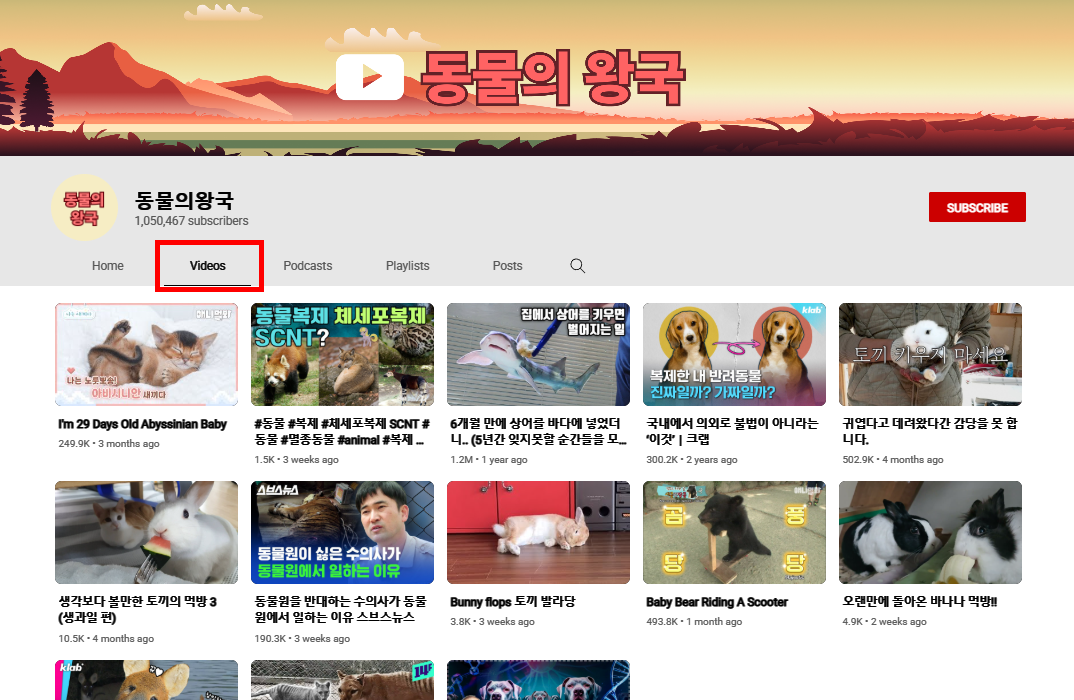 동물의 왕국
동물의
왕국
동물의왕국
1,050,467 subscribers
SUBSCRIBE
Home
Videos
Podcasts
Playlists
Posts
애니멀봐
나는 노릇뽀송!
아비시니안 새끼다
동물복제 체세포복제
SCNT?
집에서 상어를 키우면
벌어지는 일
klab
복제한 내 반려동물
진짜일까? 가짜일까?
토끼 키우지 마세요
I'm 29 Days Old Abyssinian Baby
249.9K • 3 months ago
#동물 #복제 #체세포복제 SCNT #
동물 #멸종동물 #animal #복제 ...
1.5K • 3 weeks ago
6개월 만에 상어를 바다에 넣었더
니.. (5년간 잊지못할 순간들을 모...
1.2M • 1 year ago
국내에서 의외로 불법이 아니라는
‘이것’ | 크랩
300.2K • 2 years ago
귀엽다고 데려왔다간 감당을 못 합
니다.
502.9K • 4 months ago
스브스뉴스
동물원이 싫은 수의사가
동물원에서 일하는 이유
애니멀봐
곰 풍
당 당
생각보다 볼만한 토끼의 먹방 3
(생과일 편)
10.5K • 4 months ago
동물원을 반대하는 수의사가 동물
원에서 일하는 이유 스브스뉴스
190.3K • 3 weeks ago
Bunny flops 토끼 발라당
3.8K • 3 weeks ago
Baby Bear Riding A Scooter
493.8K • 1 month ago
오랜만에 돌아온 바나나 먹방!!
4.9K • 2 weeks ago
klab